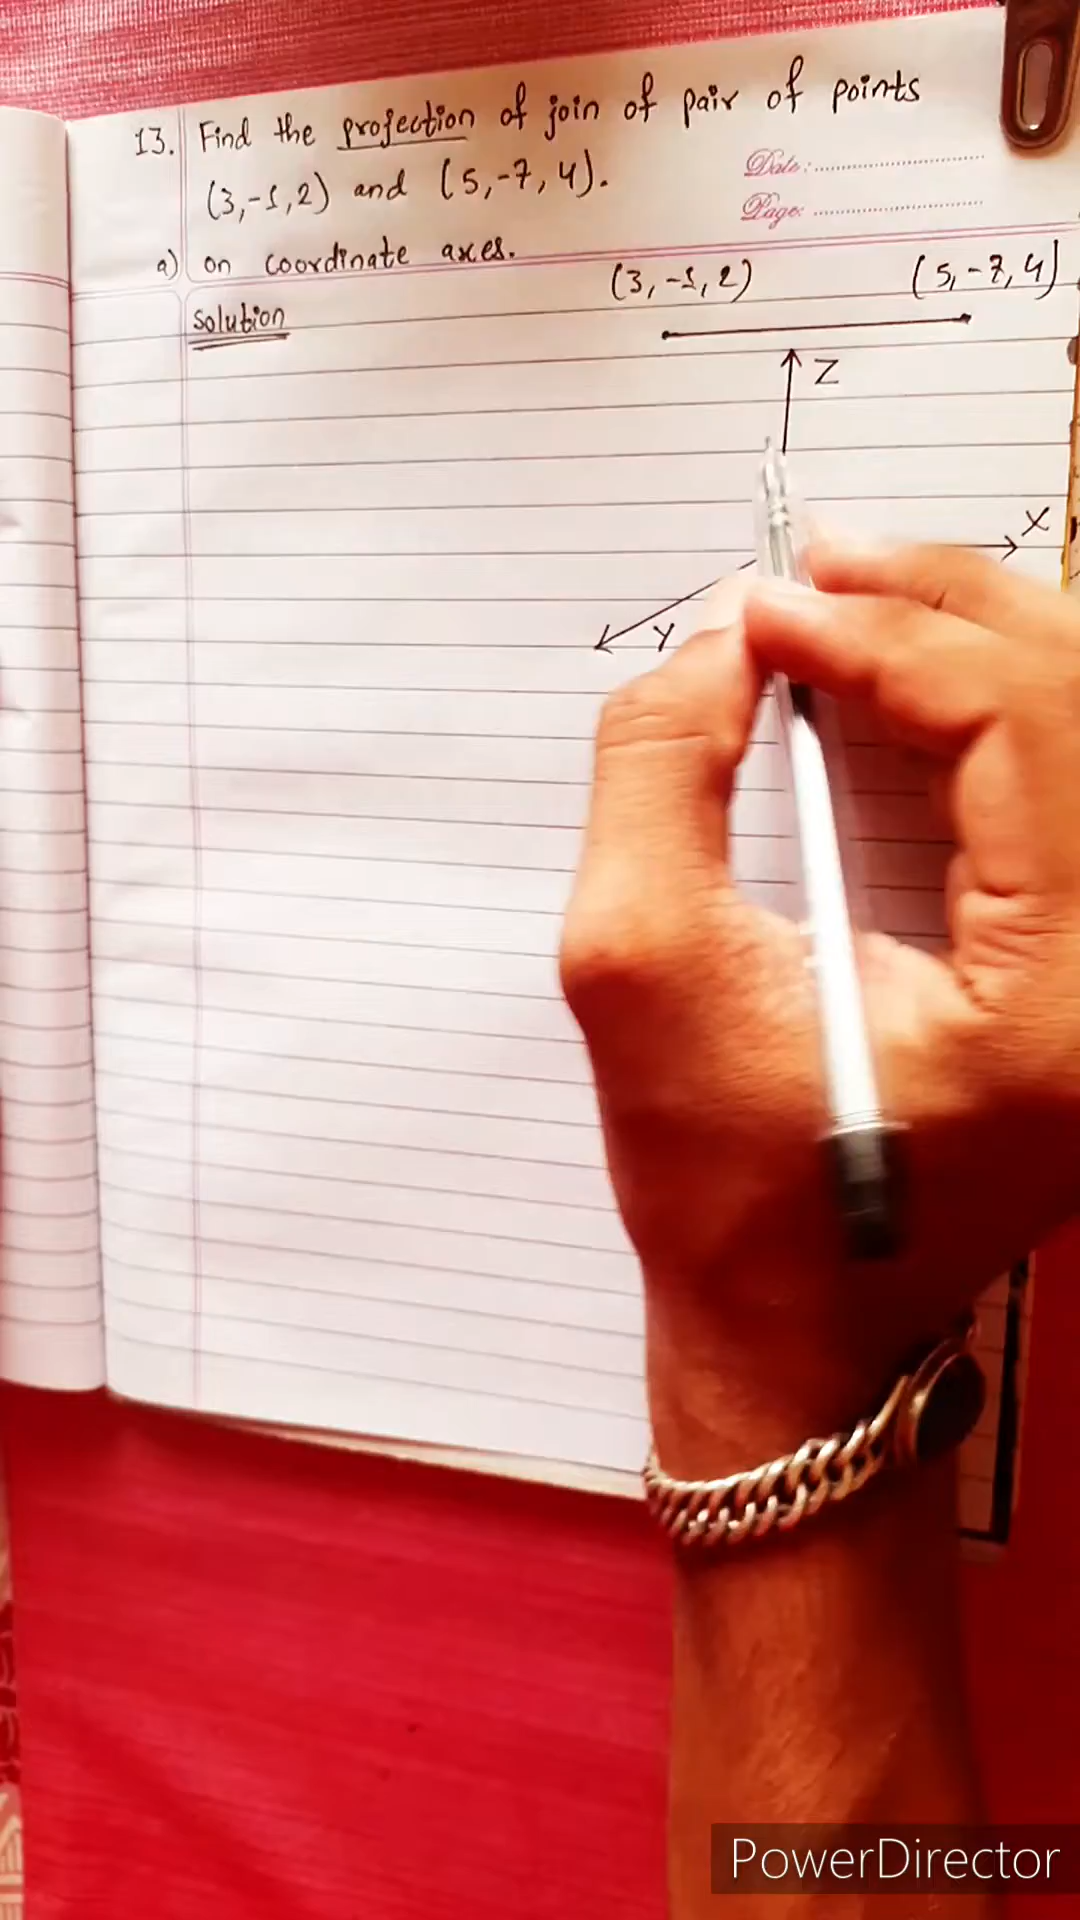 13. Find the projection of join of pair of points
(3,-1,2) and (5,-7,4).
Date:
Page:
a) on coordinate axes.
(3,-1,2) (5,-7,4)
Solution
Z
X
Y
PowerDirector